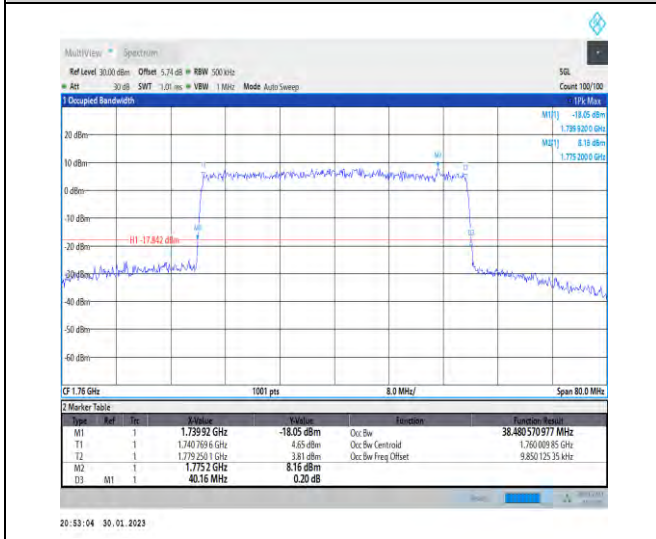 MultiView Spectrum
Ref Level 30.00 dBm Offset 5.74 dB RBW 500 kHz SGL
Att 30 dB SWT 1.01 ms VBW 1 MHz Mode Auto Sweep Count 100/100
1 Occupied Bandwidth 1Pk Max
M1[1] -18.05 dBm
1.739 920 0 GHz
20 dBm M2[1] 8.16 dBm
1.775 200 0 GHz
10 dBm
0 dBm
-10 dBm
H1 -17.842 dBm
-20 dBm
-30 dBm
-40 dBm
-50 dBm
-60 dBm
CF 1.76 GHz 1001 pts 8.0 MHz/ Span 80.0 MHz
2 Marker Table
Type Ref Trc X-Value Y-Value Function Function Result
M1 1 1.739 92 GHz -18.05 dBm Occ Bw 38.480 570 977 MHz
T1 1 1.740 769 6 GHz 4.65 dBm Occ Bw Centroid 1.760 009 85 GHz
T2 1 1.779 250 1 GHz 3.81 dBm Occ Bw Freq Offset 9.850 125 35 kHz
M2 1 1.775 2 GHz 8.16 dBm
D3 M1 1 40.16 MHz 0.20 dB
20:53:04 30.01.2023